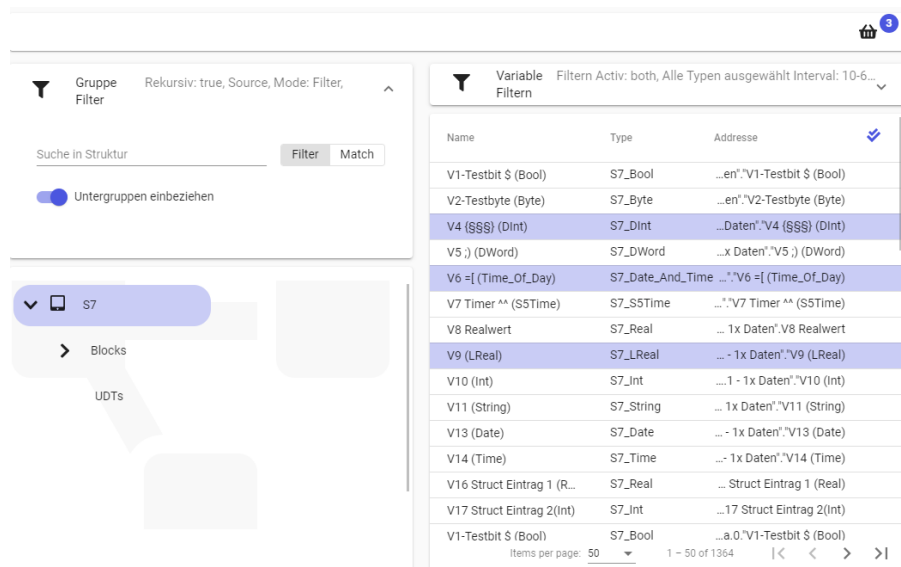 3
Gruppe Filter Rekursiv: true, Source, Mode: Filter,
Suche in Struktur Filter Match
Untergruppen einbeziehen
S7
Blocks
UDTs
Variable Filtern Filtern Activ: both, Alle Typen ausgewählt Interval: 10-6...
Name Type Addresse
V1-Testbit $ (Bool) S7_Bool ...en"."V1-Testbit $ (Bool)
V2-Testbyte (Byte) S7_Byte ...en"."V2-Testbyte (Byte)
V4 {§§§} (DInt) S7_DInt ...Daten"."V4 {§§§} (DInt)
V5 ;) (DWord) S7_DWord ...x Daten"."V5 ;) (DWord)
V6 =[ (Time_Of_Day) S7_Date_And_Time ..."."V6 =[ (Time_Of_Day)
V7 Timer ^^ (S5Time) S7_S5Time ..."."V7 Timer ^^ (S5Time)
V8 Realwert S7_Real ... 1x Daten".V8 Realwert
V9 (LReal) S7_LReal ... - 1x Daten"."V9 (LReal)
V10 (Int) S7_Int ....1 - 1x Daten"."V10 (Int)
V11 (String) S7_String ... 1x Daten"."V11 (String)
V13 (Date) S7_Date ... - 1x Daten"."V13 (Date)
V14 (Time) S7_Time ...- 1x Daten"."V14 (Time)
V16 Struct Eintrag 1 (R... S7_Real ... Struct Eintrag 1 (Real)
V17 Struct Eintrag 2(Int) S7_Int ...17 Struct Eintrag 2(Int)
V1-Testbit $ (Bool) S7_Bool ...a.0."V1-Testbit $ (Bool)
Items per page: 50 1 – 50 of 1364